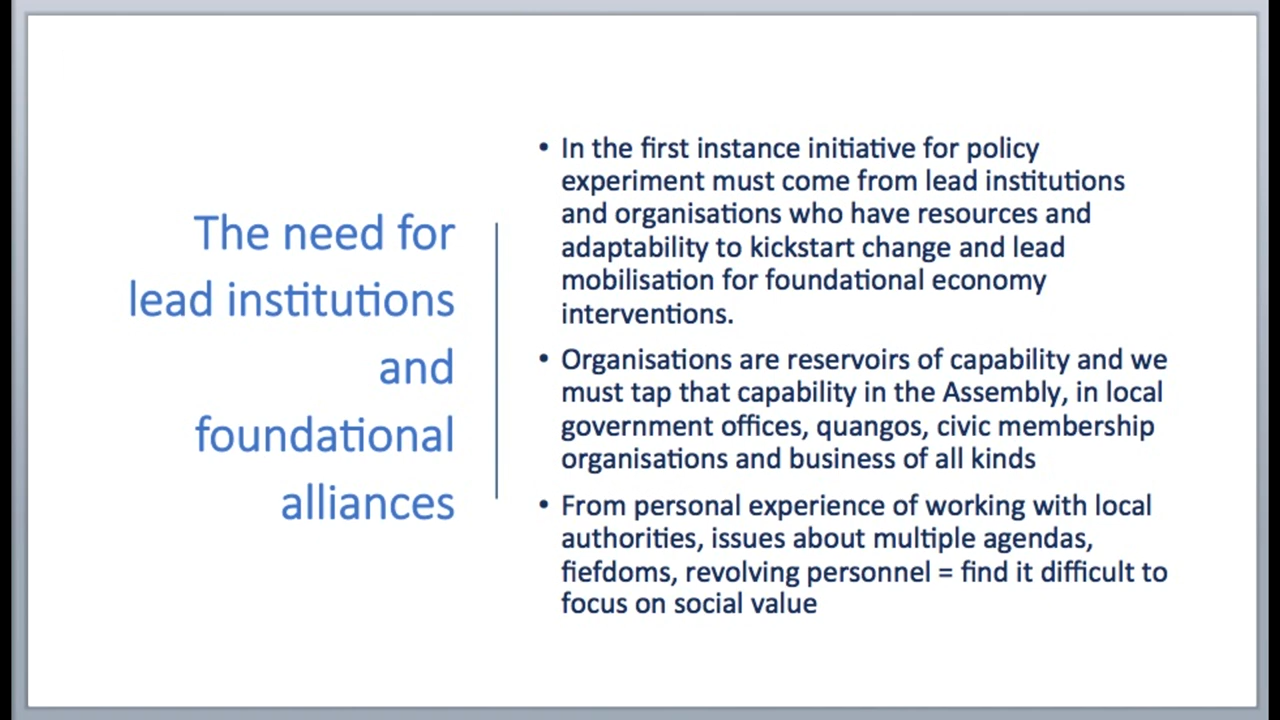 The need for
lead institutions
and
foundational
alliances
• In the first instance initiative for policy
experiment must come from lead institutions
and organisations who have resources and
adaptability to kickstart change and lead
mobilisation for foundational economy
interventions.
• Organisations are reservoirs of capability and we
must tap that capability in the Assembly, in local
government offices, quangos, civic membership
organisations and business of all kinds
• From personal experience of working with local
authorities, issues about multiple agendas,
fiefdoms, revolving personnel = find it difficult to
focus on social value